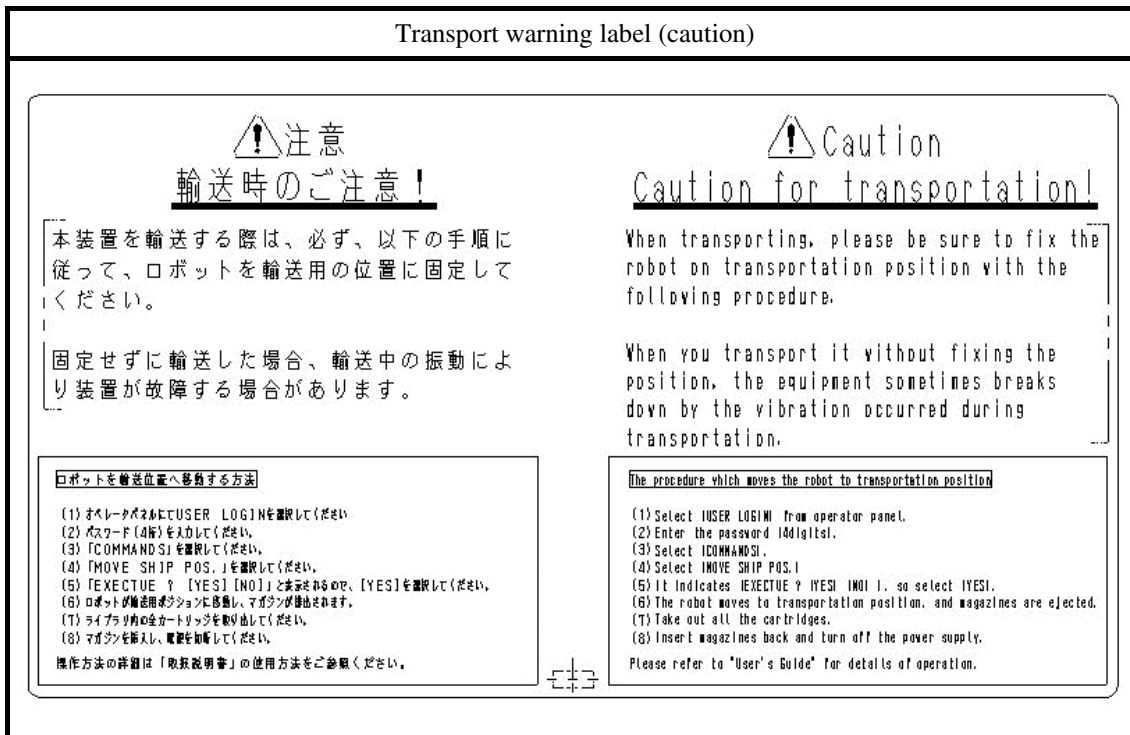 Transport warning label (caution)
注意
輸送時のご注意!
本装置を輸送する際は、必ず、以下の手順に
従って、ロボットを輸送用の位置に固定して
ください。
固定せずに輸送した場合、輸送中の振動によ
り装置が故障する場合があります。
ロボットを輸送位置へ移動する方法
(1) オペレータパネルにてUSER LOGINを選択してください
(2) パスワード(4桁)を入力してください。
(3) 「COMMANDS」を選択してください。
(4) 「MOVE SHIP POS.」を選択してください。
(5) 「EXECTUE ? [YES] [NO]」と表示されるので、[YES]を選択してください。
(6) ロボットが輸送用ポジションに移動し、マガジンが排出されます。
(7) ライブラリ内の全カートリッジを取り出してください。
(8) マガジンを挿入し、電源を切断してください。
操作方法の詳細は「取扱説明書」の使用方法をご参照ください。
Caution
Caution for transportation!
When transporting, please be sure to fix the
robot on transportation position with the
following procedure.
When you transport it without fixing the
position, the equipment sometimes breaks
down by the vibration occurred during
transportation.
The procedure which moves the robot to transportation position
(1) Select [USER LOGIN] from operator panel.
(2) Enter the password [4digits].
(3) Select [COMMANDS].
(4) Select [MOVE SHIP POS.]
(5) It indicates [EXECTUE ? [YES] [NO] ], so select [YES].
(6) The robot moves to transportation position, and magazines are ejected.
(7) Take out all the cartridges.
(8) Insert magazines back and turn off the power supply.
Please refer to "User's Guide" for details of operation.